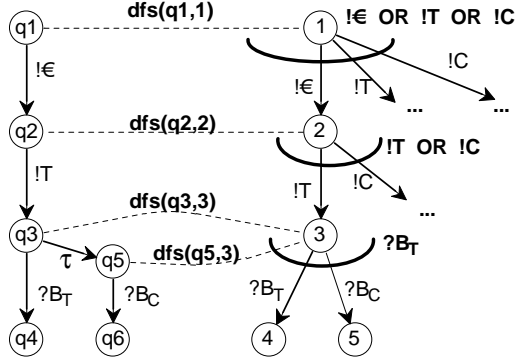 q1 dfs(q1,1) 1 !€ OR !T OR !C
!€ !€ !T !C
... ...
q2 dfs(q2,2) 2 !T OR !C
!T !T !C
dfs(q3,3) ...
q3 3 ?B_T
τ q5 dfs(q5,3)
?B_T ?B_C ?B_T ?B_C
q4 q6 4 5